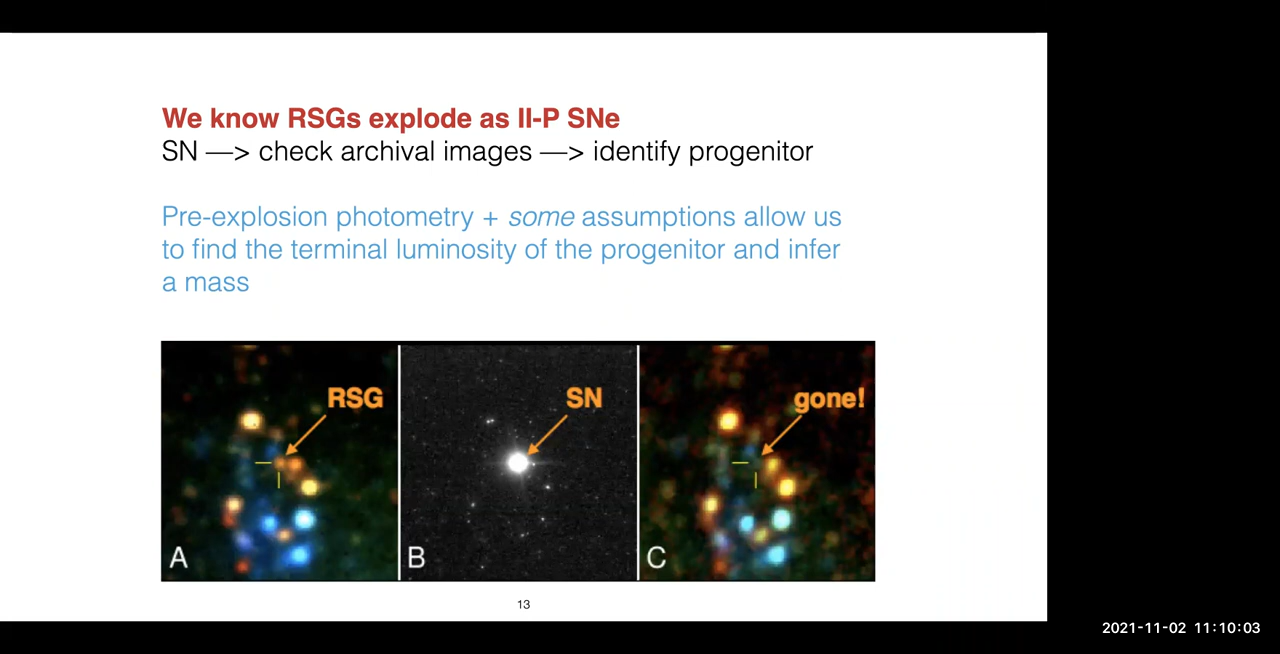 We know RSGs explode as II-P SNe
SN —> check archival images —> identify progenitor
Pre-explosion photometry + some assumptions allow us
to find the terminal luminosity of the progenitor and infer
a mass
RSG
SN
gone!
A
B
C
13
2021-11-02 11:10:03